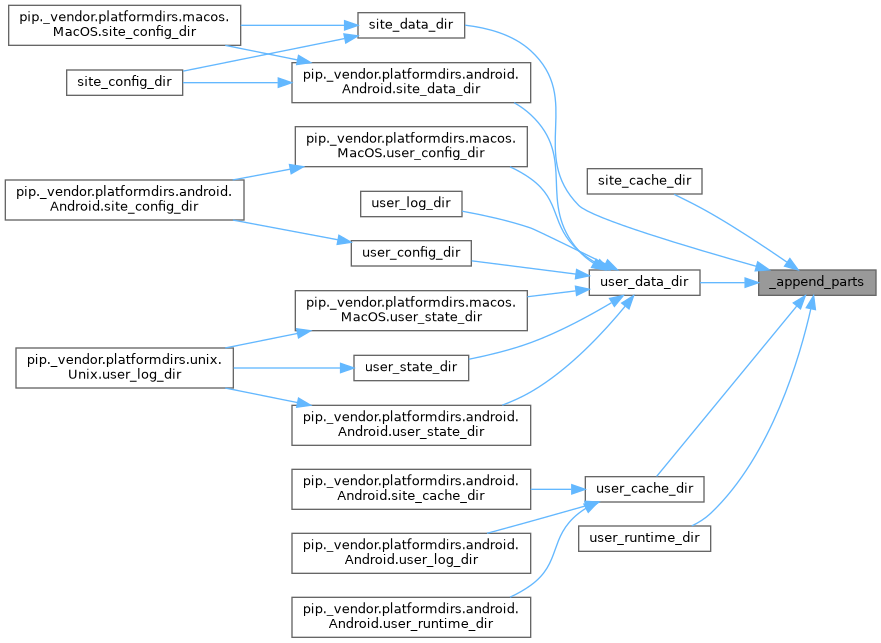 pip._vendor.platformdirs.macos.
MacOS.site_config_dir
site_data_dir
site_config_dir
pip._vendor.platformdirs.android.
Android.site_data_dir
pip._vendor.platformdirs.macos.
MacOS.user_config_dir
site_cache_dir
pip._vendor.platformdirs.android.
Android.site_config_dir
user_log_dir
user_config_dir
user_data_dir
_append_parts
pip._vendor.platformdirs.macos.
MacOS.user_state_dir
pip._vendor.platformdirs.unix.
Unix.user_log_dir
user_state_dir
pip._vendor.platformdirs.android.
Android.user_state_dir
pip._vendor.platformdirs.android.
Android.site_cache_dir
user_cache_dir
user_runtime_dir
pip._vendor.platformdirs.android.
Android.user_log_dir
pip._vendor.platformdirs.android.
Android.user_runtime_dir